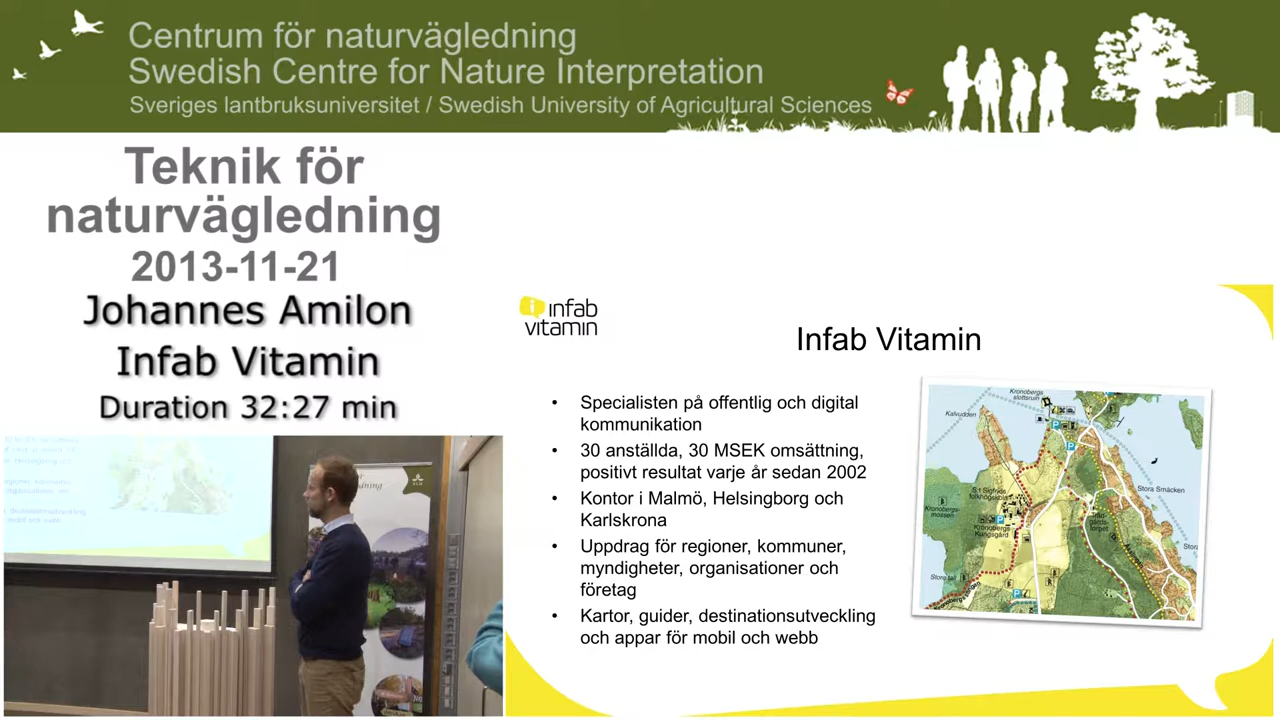 Centrum för naturvägledning
Swedish Centre for Nature Interpretation
Sveriges lantbruksuniversitet / Swedish University of Agricultural Sciences
Teknik för
naturvägledning
2013-11-21
Johannes Amilon
Infab Vitamin
Duration 32:27 min
infab
vitamin
Infab Vitamin
• Specialisten på offentlig och digital
kommunikation
• 30 anställda, 30 MSEK omsättning,
positivt resultat varje år sedan 2002
• Kontor i Malmö, Helsingborg och
Karlskrona
• Uppdrag för regioner, kommuner,
myndigheter, organisationer och
företag
• Kartor, guider, destinationsutveckling
och appar för mobil och webb
Kronobergs
slottsruin
Kalvudden
P
P
S:t Sigfrids
folkhögskola
Stora Smäcken
Kronobergs-
mossen
P
Kronobergs
Kungsgård
P